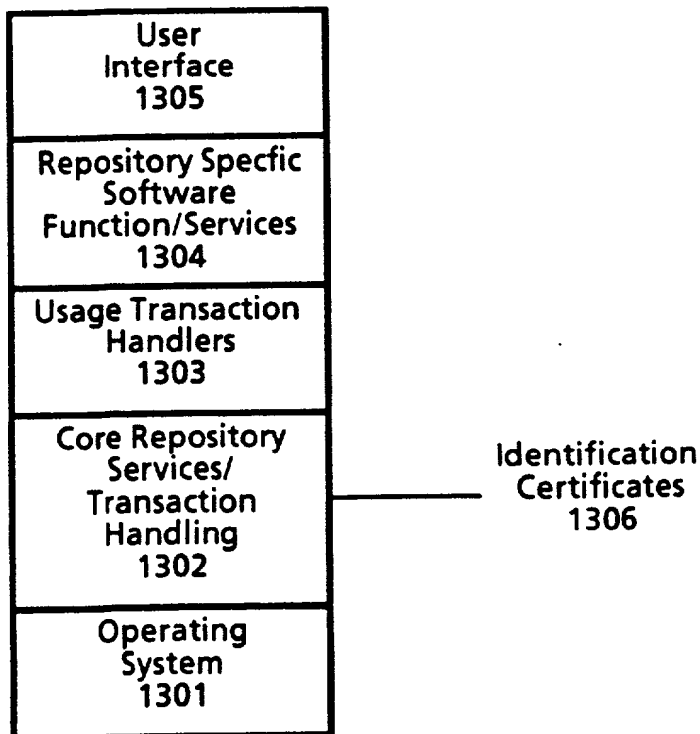 User
Interface
1305
Repository Specfic
Software
Function/Services
1304
Usage Transaction
Handlers
1303
Core Repository
Services/
Transaction
Handling
1302
Identification
Certificates
1306
Operating
System
1301